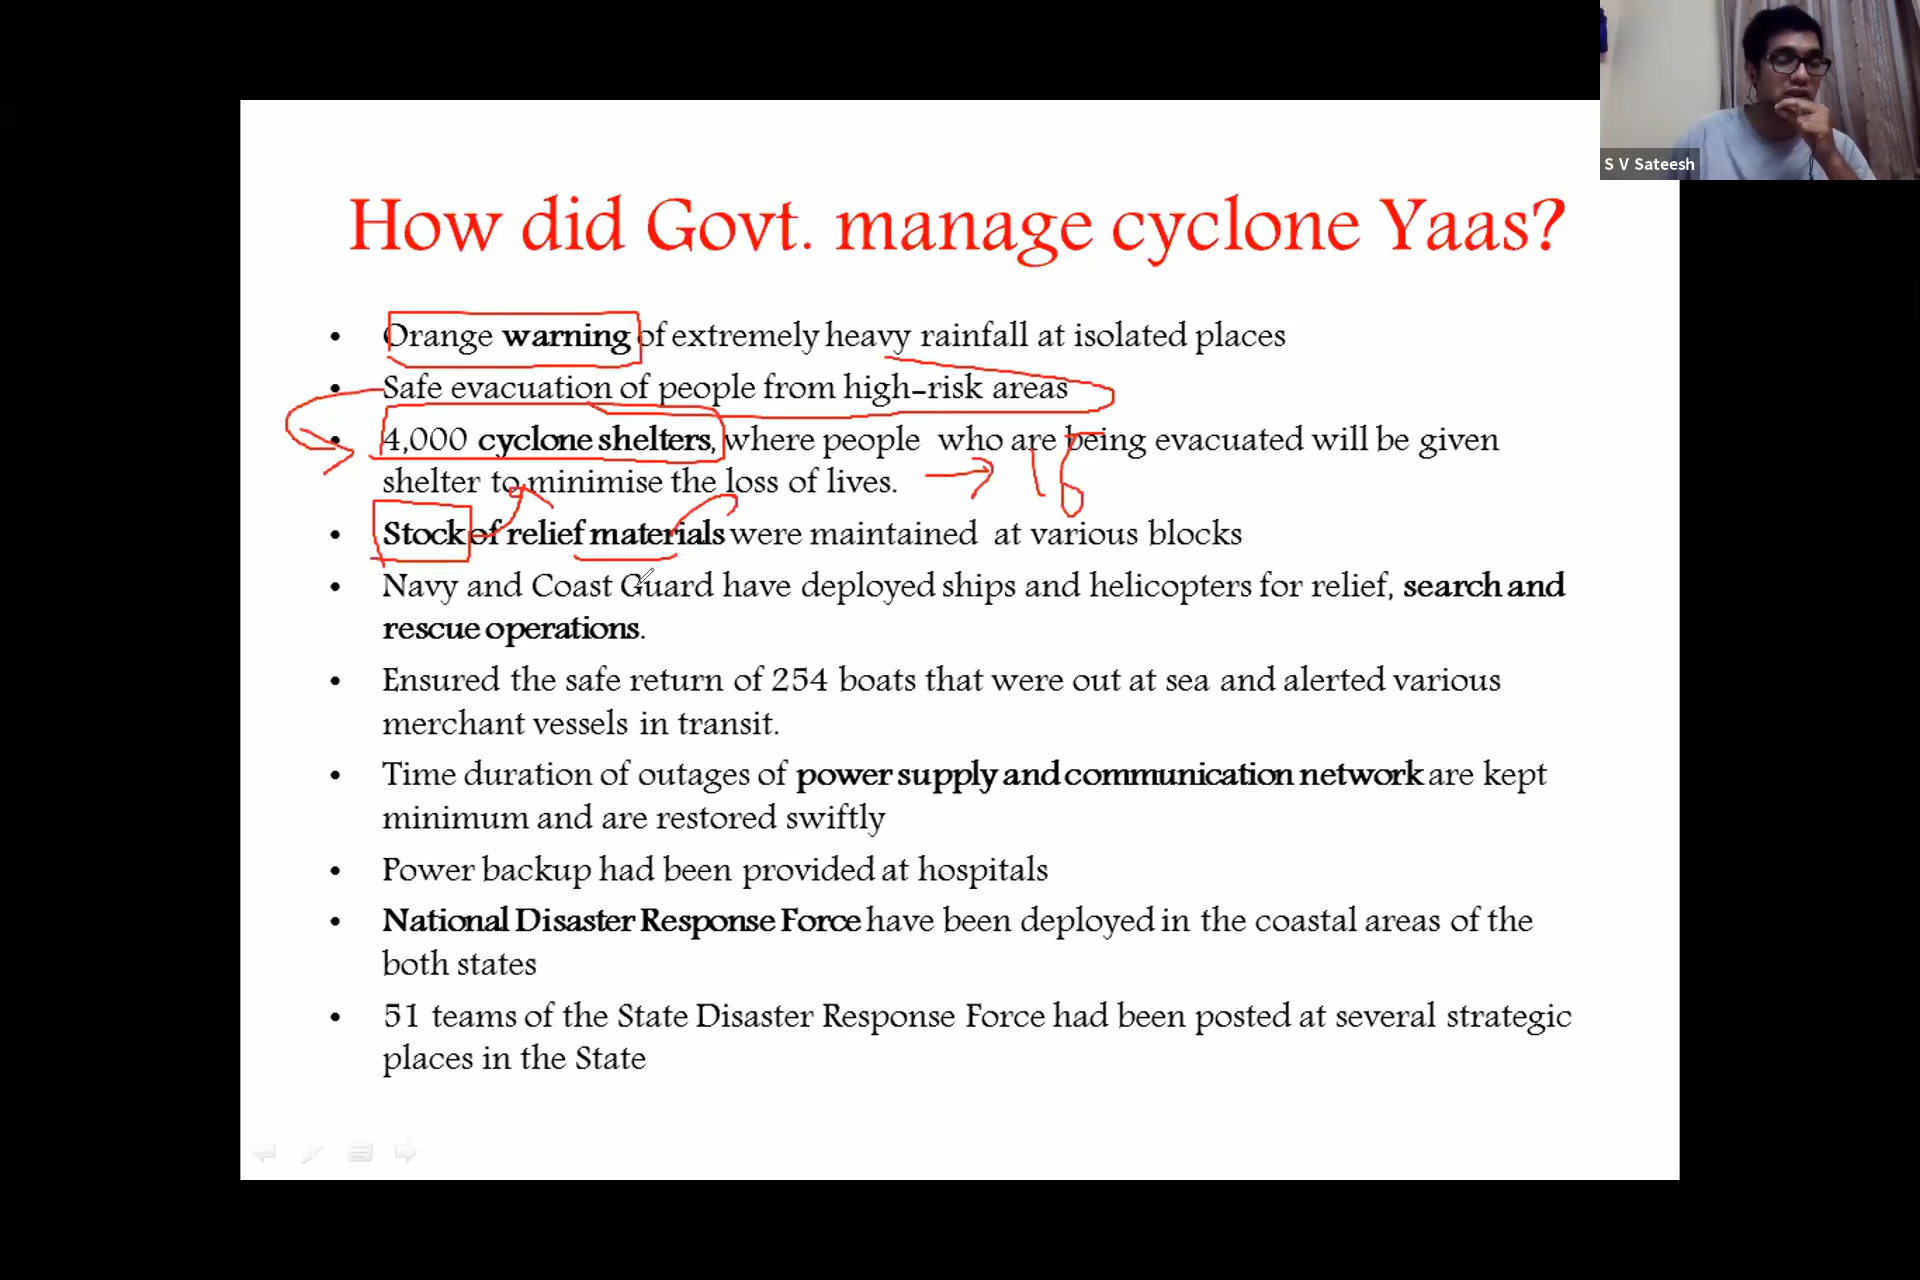 S V Sateesh
How did Govt. manage cyclone Yaas?
• Orange warning of extremely heavy rainfall at isolated places
• Safe evacuation of people from high-risk areas
• 4,000 cyclone shelters, where people who are being evacuated will be given
shelter to minimise the loss of lives.
• Stock of relief materials were maintained at various blocks
• Navy and Coast Guard have deployed ships and helicopters for relief, search and
rescue operations.
• Ensured the safe return of 254 boats that were out at sea and alerted various
merchant vessels in transit.
• Time duration of outages of power supply and communication network are kept
minimum and are restored swiftly
• Power backup had been provided at hospitals
• National Disaster Response Force have been deployed in the coastal areas of the
both states
• 51 teams of the State Disaster Response Force had been posted at several strategic
places in the State